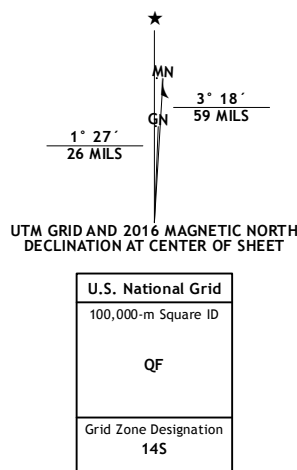 ★
MN
3° 18´
59 MILS
GN
1° 27´
26 MILS
UTM GRID AND 2016 MAGNETIC NORTH
DECLINATION AT CENTER OF SHEET
U.S. National Grid
100,000-m Square ID
QF
Grid Zone Designation
14S